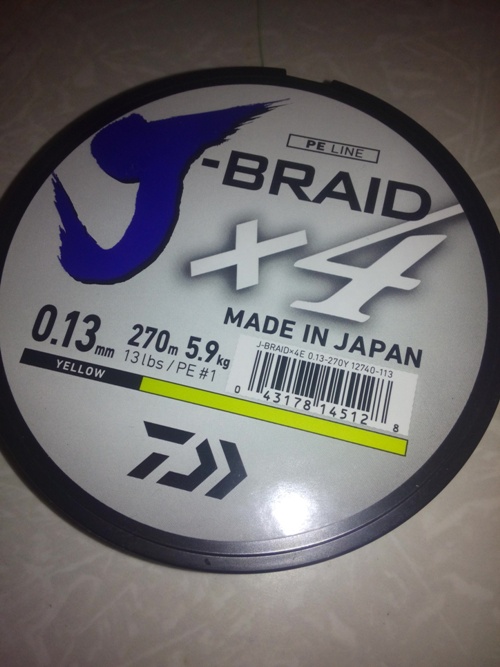 PE LINE
J-BRAID
×4
MADE IN JAPAN
0.13mm 270m 5.9kg
13lbs / PE #1
YELLOW
J-BRAID×4E 0.13-270Y 12740-113
0 43178 14512 8